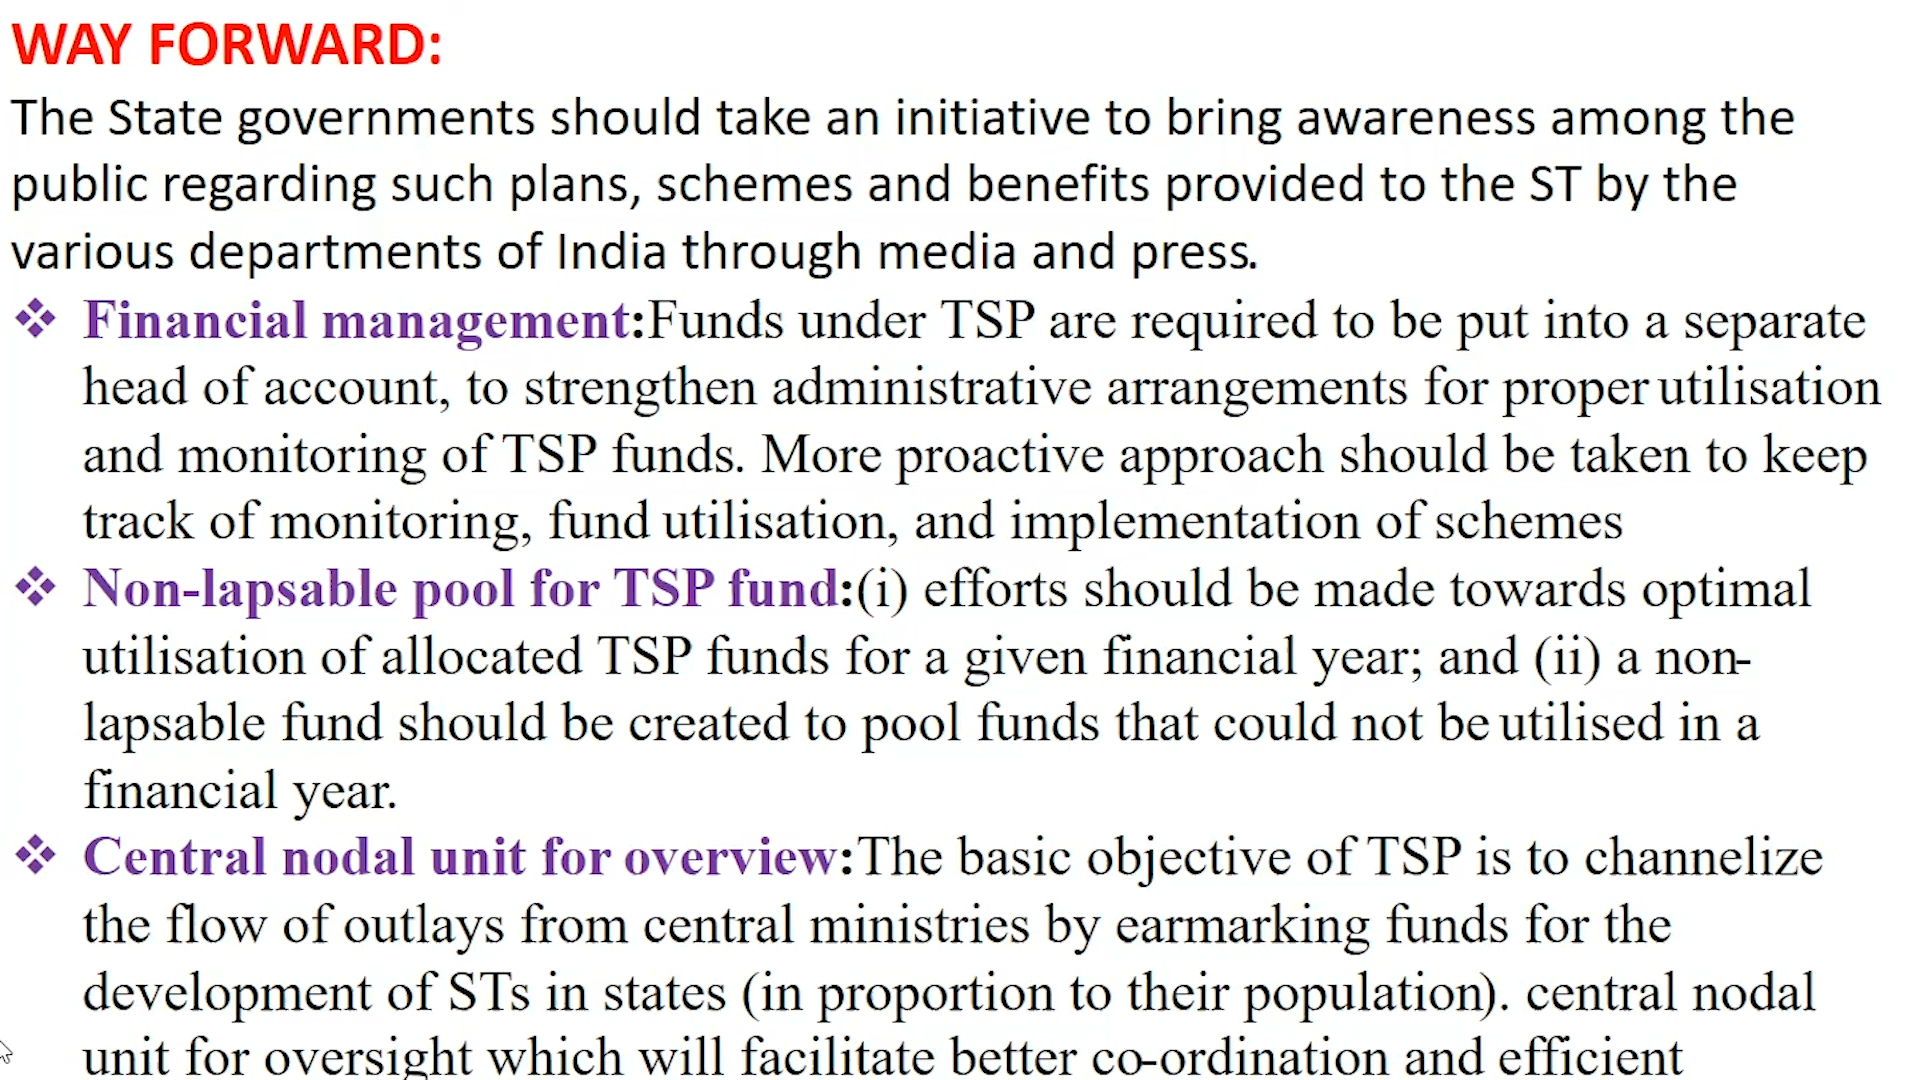 WAY FORWARD:
The State governments should take an initiative to bring awareness among the
public regarding such plans, schemes and benefits provided to the ST by the
various departments of India through media and press.
❖ Financial management:Funds under TSP are required to be put into a separate
head of account, to strengthen administrative arrangements for proper utilisation
and monitoring of TSP funds. More proactive approach should be taken to keep
track of monitoring, fund utilisation, and implementation of schemes
❖ Non-lapsable pool for TSP fund:(i) efforts should be made towards optimal
utilisation of allocated TSP funds for a given financial year; and (ii) a non-
lapsable fund should be created to pool funds that could not be utilised in a
financial year.
❖ Central nodal unit for overview:The basic objective of TSP is to channelize
the flow of outlays from central ministries by earmarking funds for the
development of STs in states (in proportion to their population). central nodal
unit for oversight which will facilitate better co-ordination and efficient